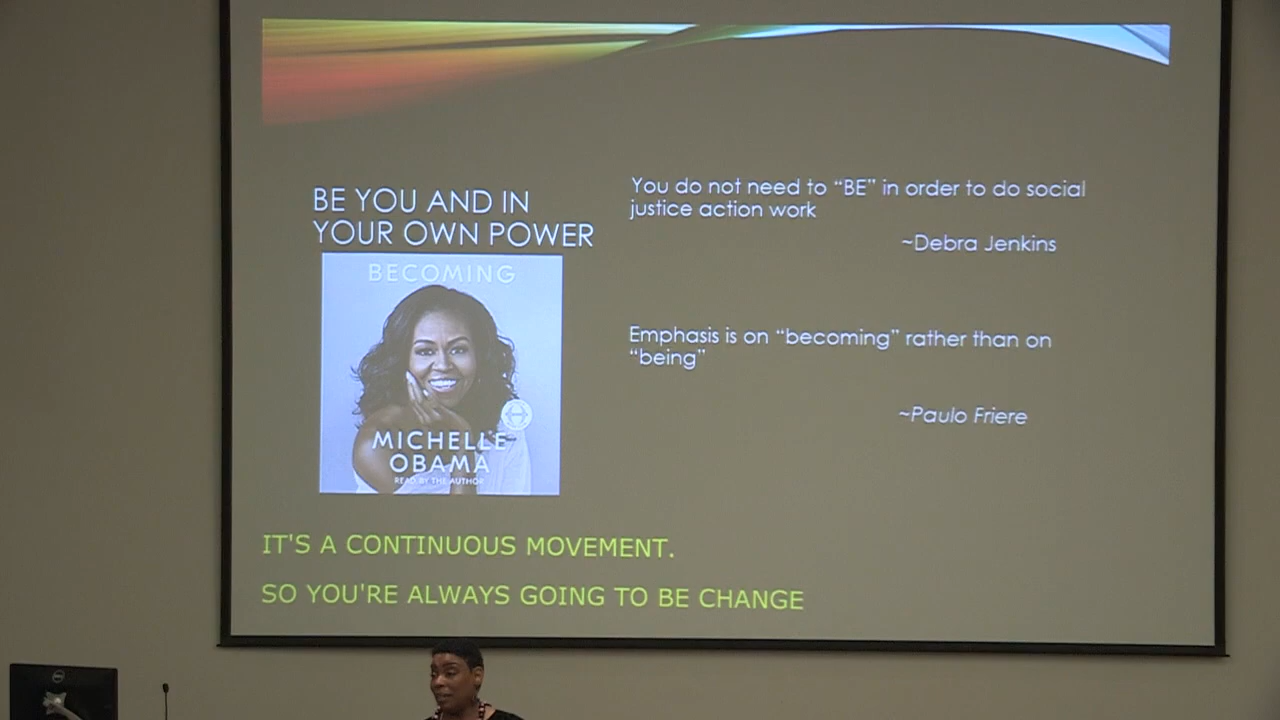 BE YOU AND IN
YOUR OWN POWER
BECOMING
MICHELLE
OBAMA
READ BY THE AUTHOR
You do not need to “BE” in order to do social
justice action work
~Debra Jenkins
Emphasis is on “becoming” rather than on
“being”
~Paulo Friere
IT'S A CONTINUOUS MOVEMENT.
SO YOU'RE ALWAYS GOING TO BE CHANGE
DELL